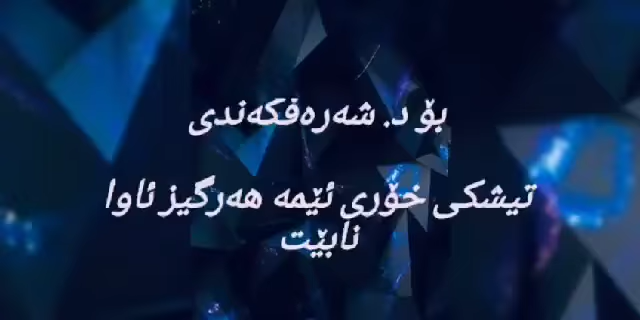 بۆ د. شەرەفکەندی
تیشکی خۆری ئێمە هەرگیز ئاوا
نابێت